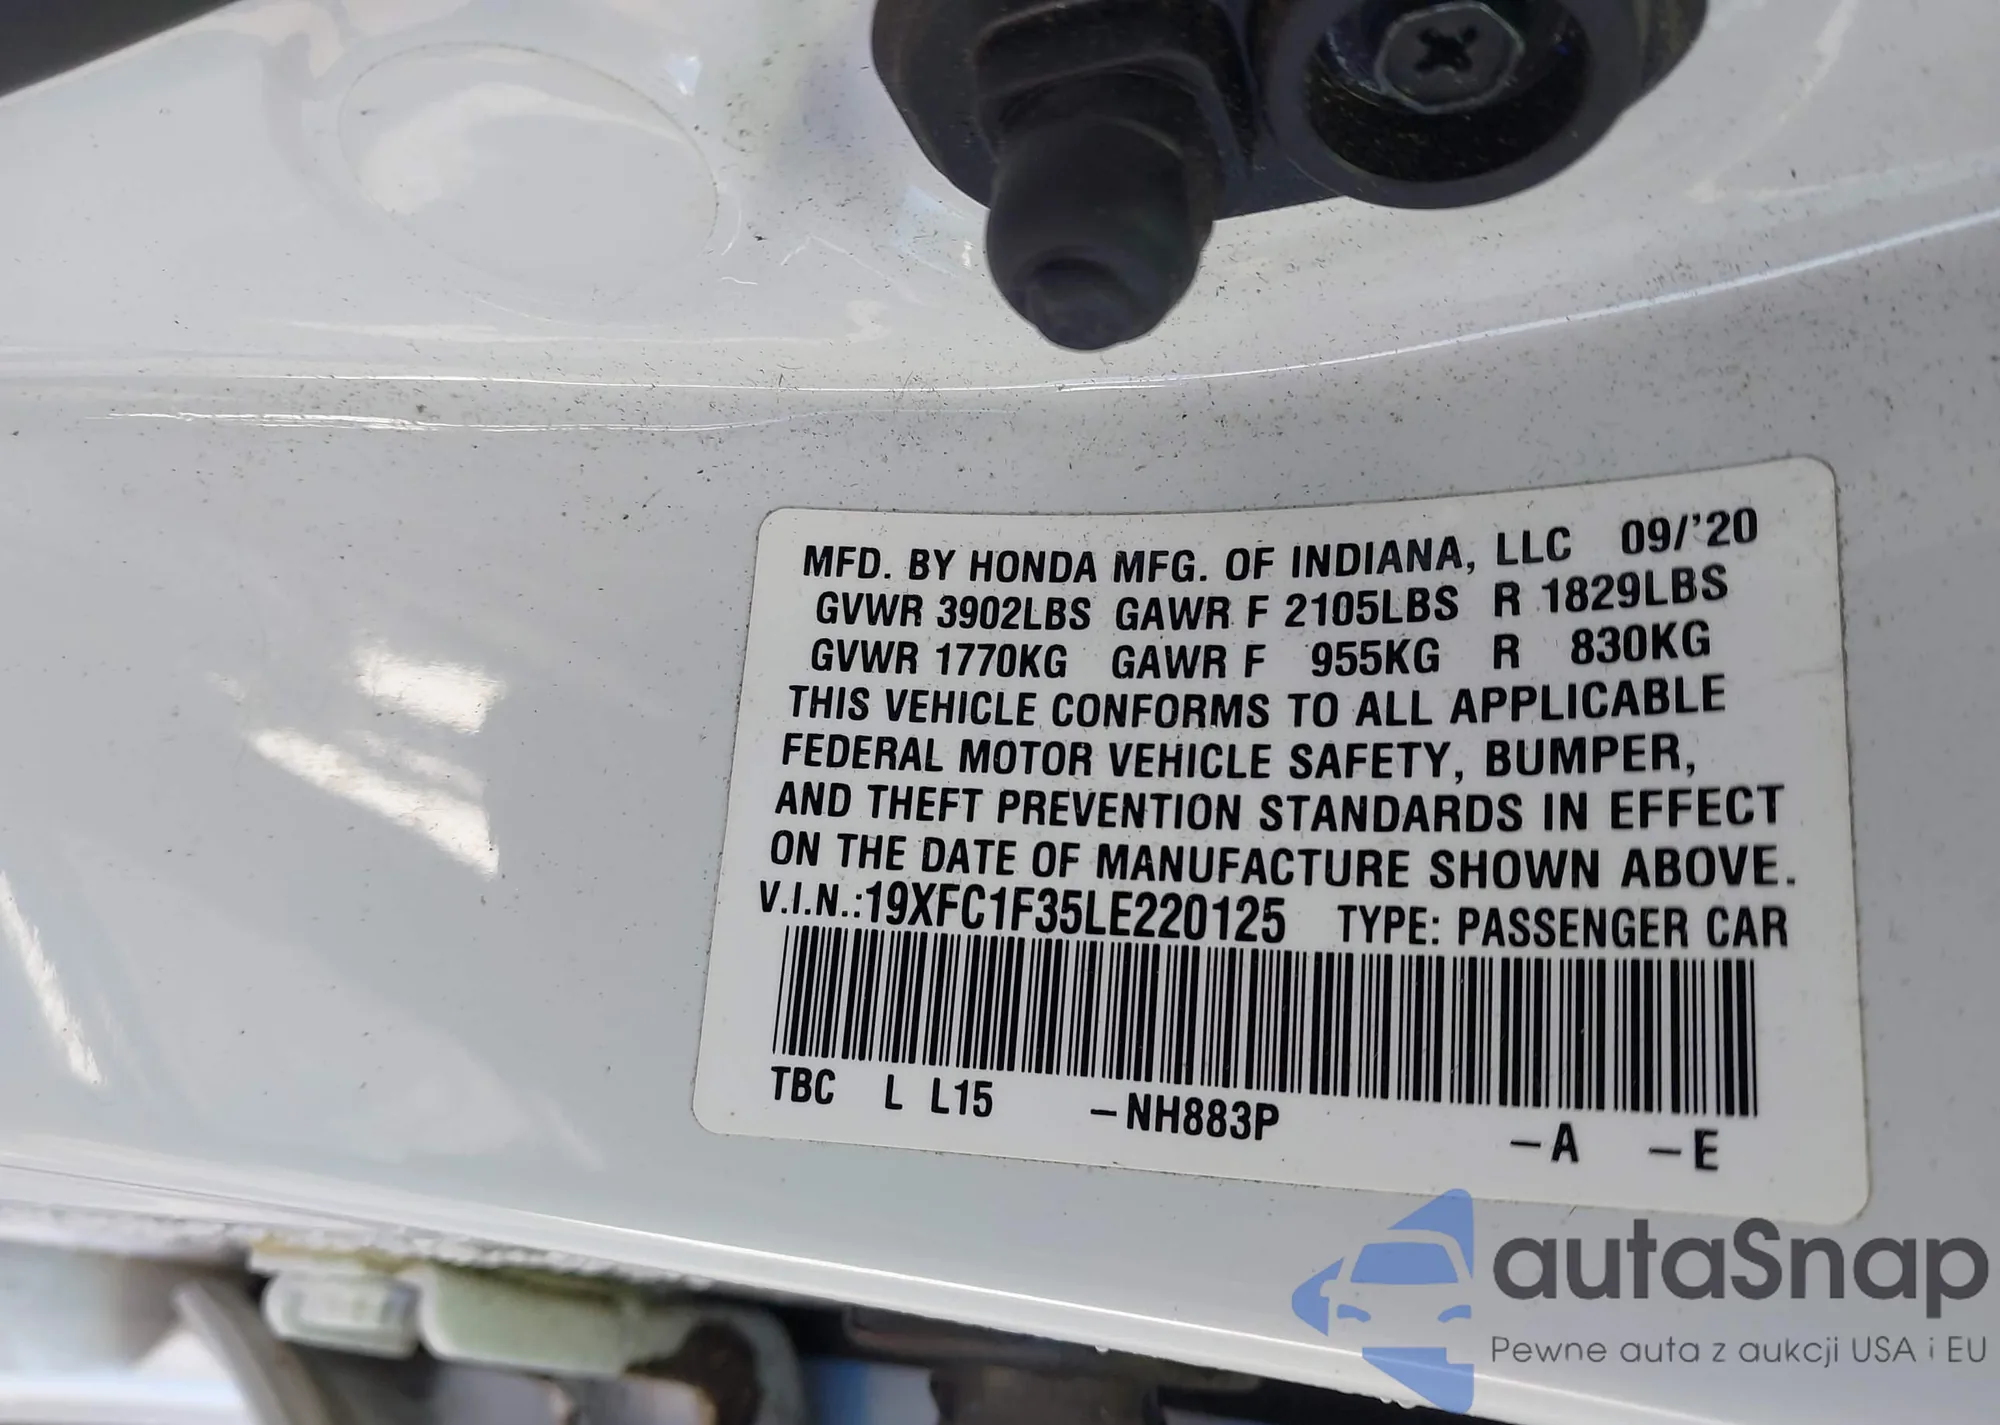 MFD. BY HONDA MFG. OF INDIANA, LLC 09/'20
GVWR 3902LBS GAWR F 2105LBS R 1829LBS
GVWR 1770KG GAWR F 955KG R 830KG
THIS VEHICLE CONFORMS TO ALL APPLICABLE
FEDERAL MOTOR VEHICLE SAFETY, BUMPER,
AND THEFT PREVENTION STANDARDS IN EFFECT
ON THE DATE OF MANUFACTURE SHOWN ABOVE.
V.I.N.:19XFC1F35LE220125 TYPE: PASSENGER CAR
TBC L L15 –NH883P –A –E
autaSnap
Pewne auta z aukcji USA i EU